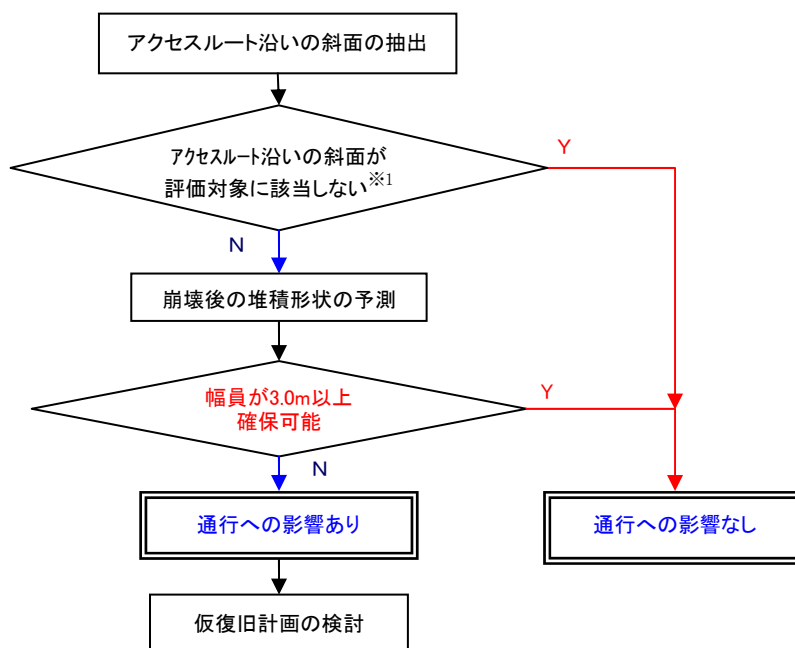 アクセスルート沿いの斜面の抽出
アクセスルート沿いの斜面が
評価対象に該当しない※1
Y
N
崩壊後の堆積形状の予測
幅員が3.0m以上
確保可能
Y
N
通行への影響あり
通行への影響なし
仮復旧計画の検討